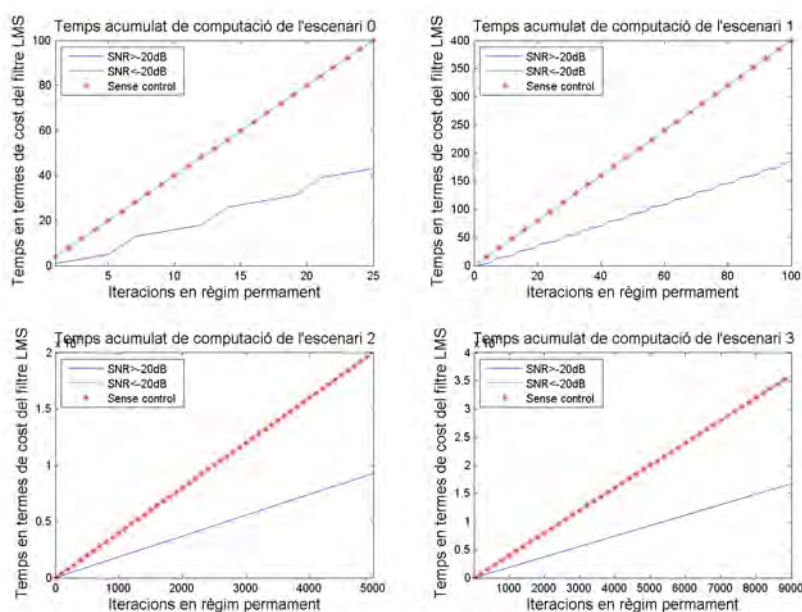 Temps acumulat de computació de l'escenari 0
Temps en termes de cost del filtre LMS
100
80
60
40
20
0
SNR>-20dB
SNR<-20dB
Sense control
5
10
15
20
25
Iteracions en règim permament
Temps acumulat de computació de l'escenari 1
Temps en termes de cost del filtre LMS
400
350
300
250
200
150
100
50
0
SNR>-20dB
SNR<-20dB
Sense control
0
20
40
60
80
100
Iteracions en règim permament
Temps acumulat de computació de l'escenari 2
Temps en termes de cost del filtre LMS
2
1.5
1
0.5
0
SNR>-20dB
SNR<-20dB
Sense control
0
1000
2000
3000
4000
5000
Iteracions en règim permament
Temps acumulat de computació de l'escenari 3
Temps en termes de cost del filtre LMS
4
3.5
3
2.5
2
1.5
1
0.5
0
SNR>-20dB
SNR<-20dB
Sense control
1000
2000
3000
4000
5000
6000
7000
8000
9000
Iteracions en règim permament